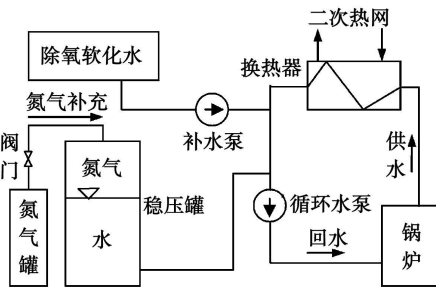 二次热网
除氧软化水
换热器
氮气补充
阀门
补水泵
供水
氮气
稳压罐
循环水泵
氮气罐
水
回水
锅炉